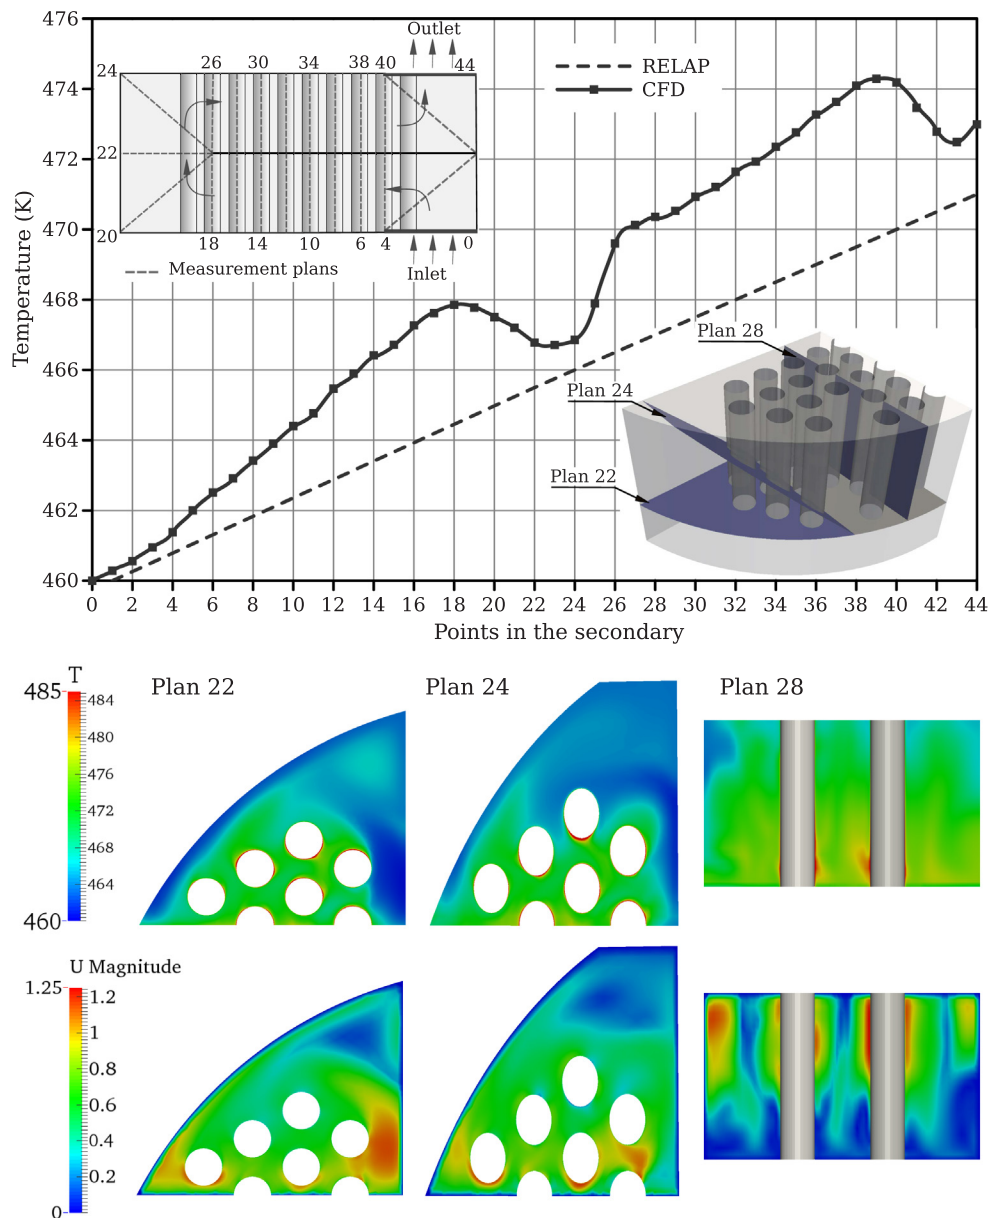 476
474
472
470
468
466
464
462
460
Temperature (K)
Outlet
24 26 30 34 38 40 44
22
20 18 14 10 6 4 0
Measurement plans
Inlet
RELAP
CFD
Plan 28
Plan 24
Plan 22
0 2 4 6 8 10 12 14 16 18 20 22 24 26 28 30 32 34 36 38 40 42 44
Points in the secondary
T
485
484
480
476
472
468
464
460
Plan 22
Plan 24
Plan 28
U Magnitude
1.25
1.2
1
0.8
0.6
0.4
0.2
0